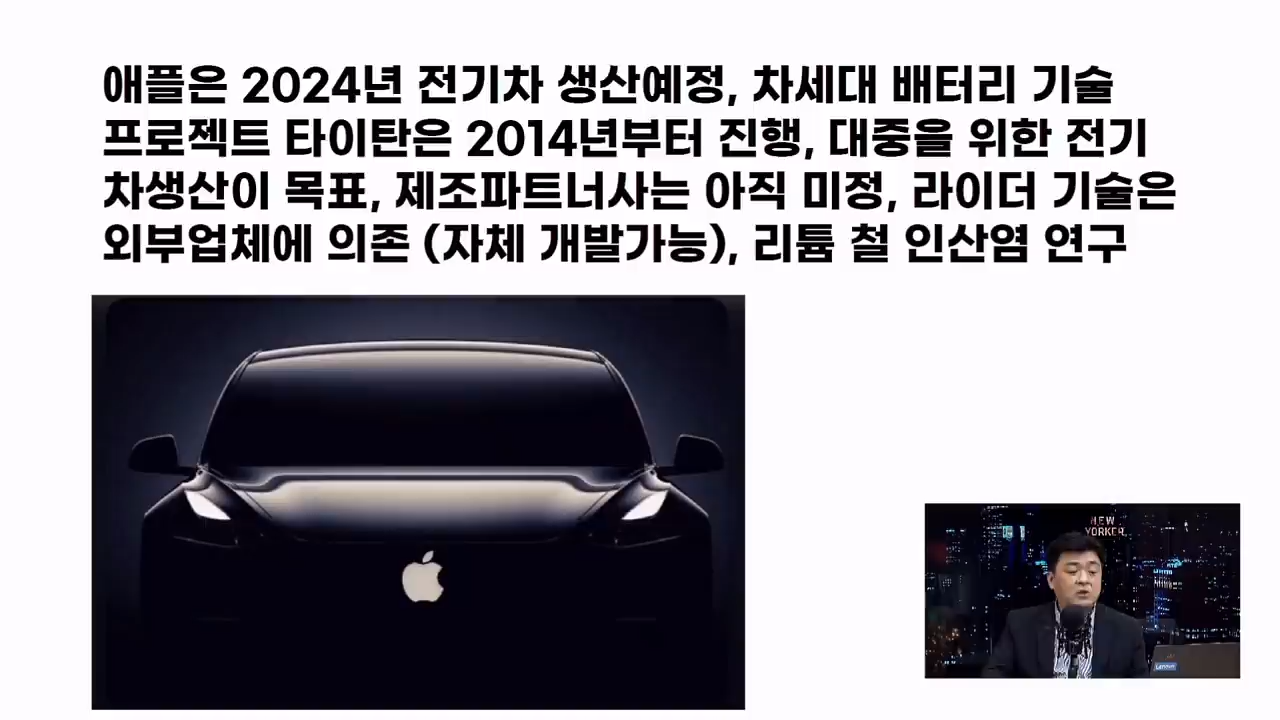 애플은 2024년 전기차 생산예정, 차세대 배터리 기술
프로젝트 타이탄은 2014년부터 진행, 대중을 위한 전기
차생산이 목표, 제조파트너사는 아직 미정, 라이더 기술은
외부업체에 의존 (자체 개발가능), 리튬 철 인산염 연구
NEW
YORKER
Lenovo